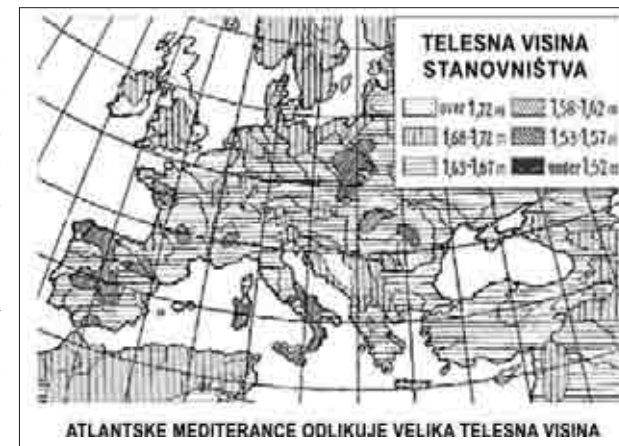 TELESNA VISINA
STANOVNIŠTVA
over 1,72 m 1,58-1,62 m
1,68-1,72 m 1,53-1,57 m
1,63-1,67 m under 1,52 m
ATLANTSKE MEDITERANCE ODLIKUJE VELIKA TELESNA VISINA